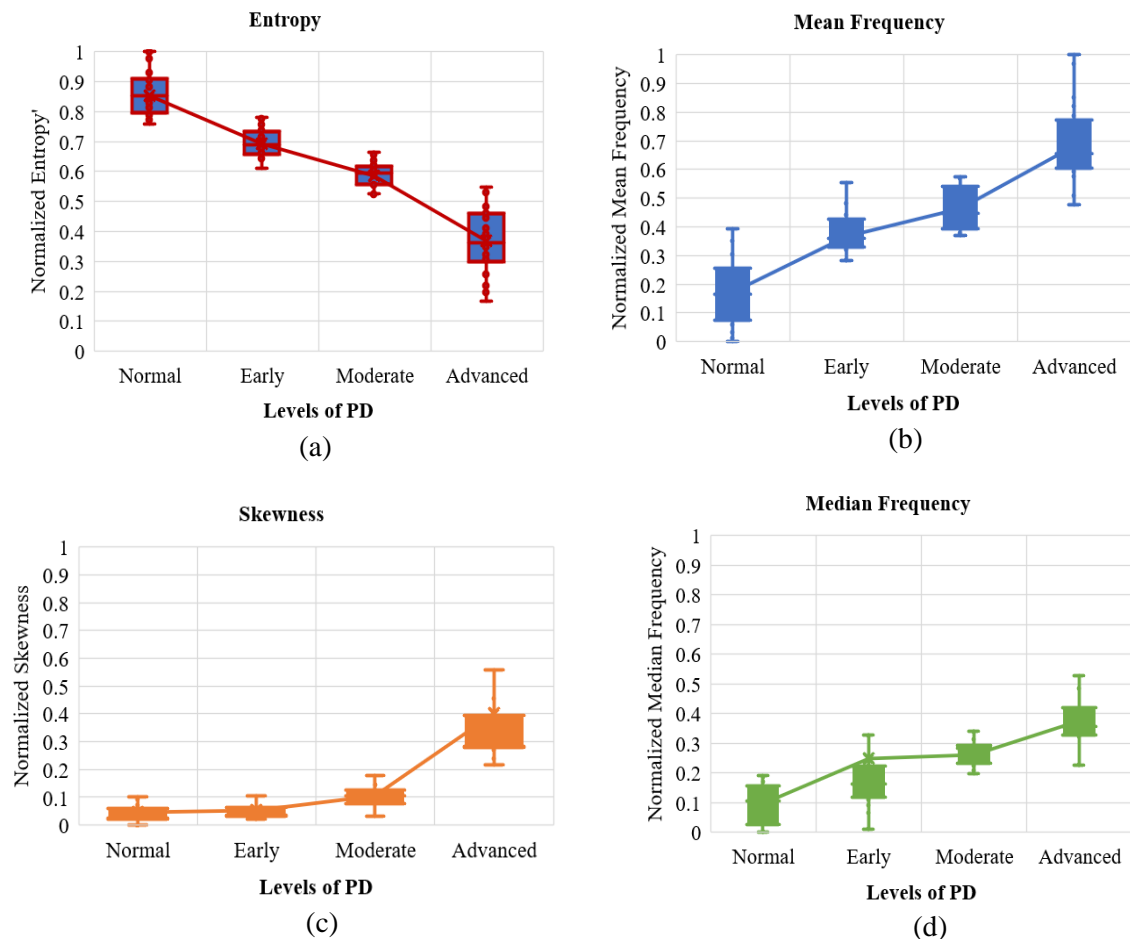 Entropy
Normalized Entropy'
1
0.9
0.8
0.7
0.6
0.5
0.4
0.3
0.2
0.1
0
Normal Early Moderate Advanced
Levels of PD
(a)
Mean Frequency
Normalized Mean Frequency
1
0.9
0.8
0.7
0.6
0.5
0.4
0.3
0.2
0.1
0
Normal Early Moderate Advanced
Levels of PD
(b)
Skewness
Normalized Skewness
1
0.9
0.8
0.7
0.6
0.5
0.4
0.3
0.2
0.1
0
Normal Early Moderate Advanced
Levels of PD
(c)
Median Frequency
Normalized Median Frequency
1
0.9
0.8
0.7
0.6
0.5
0.4
0.3
0.2
0.1
0
Normal Early Moderate Advanced
Levels of PD
(d)